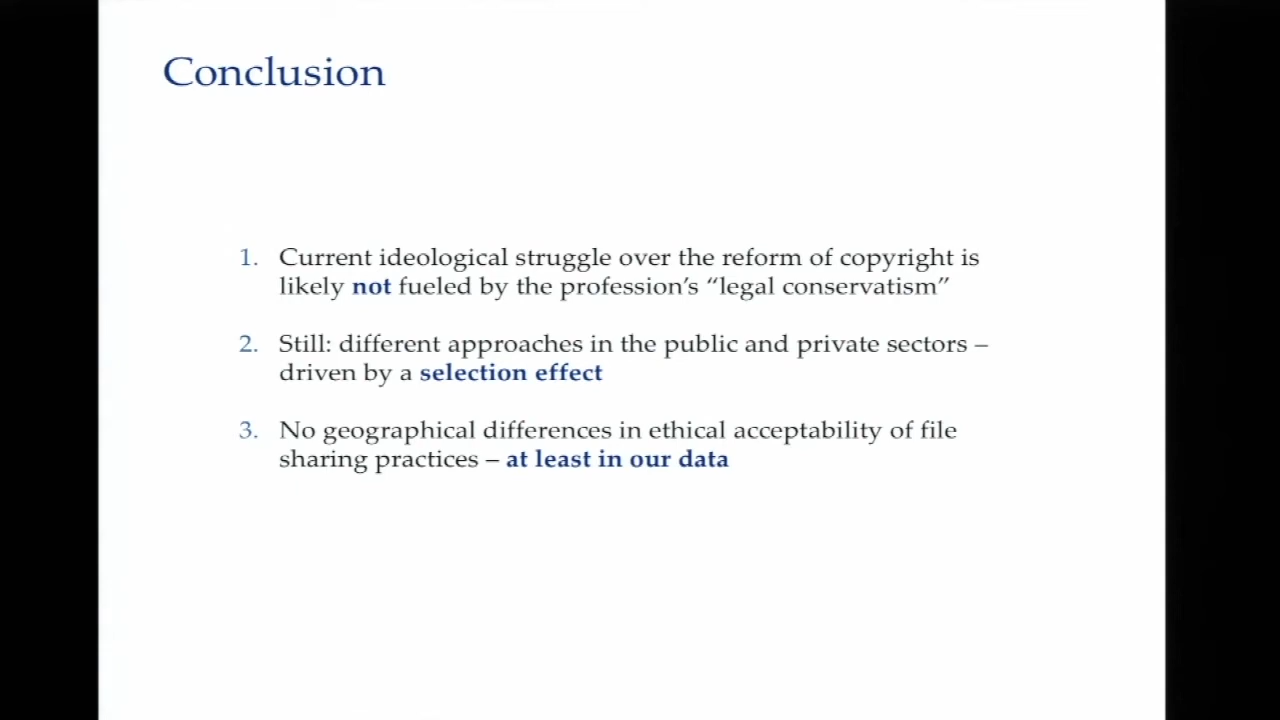 Conclusion
1. Current ideological struggle over the reform of copyright is
likely not fueled by the profession’s “legal conservatism”
2. Still: different approaches in the public and private sectors –
driven by a selection effect
3. No geographical differences in ethical acceptability of file
sharing practices – at least in our data